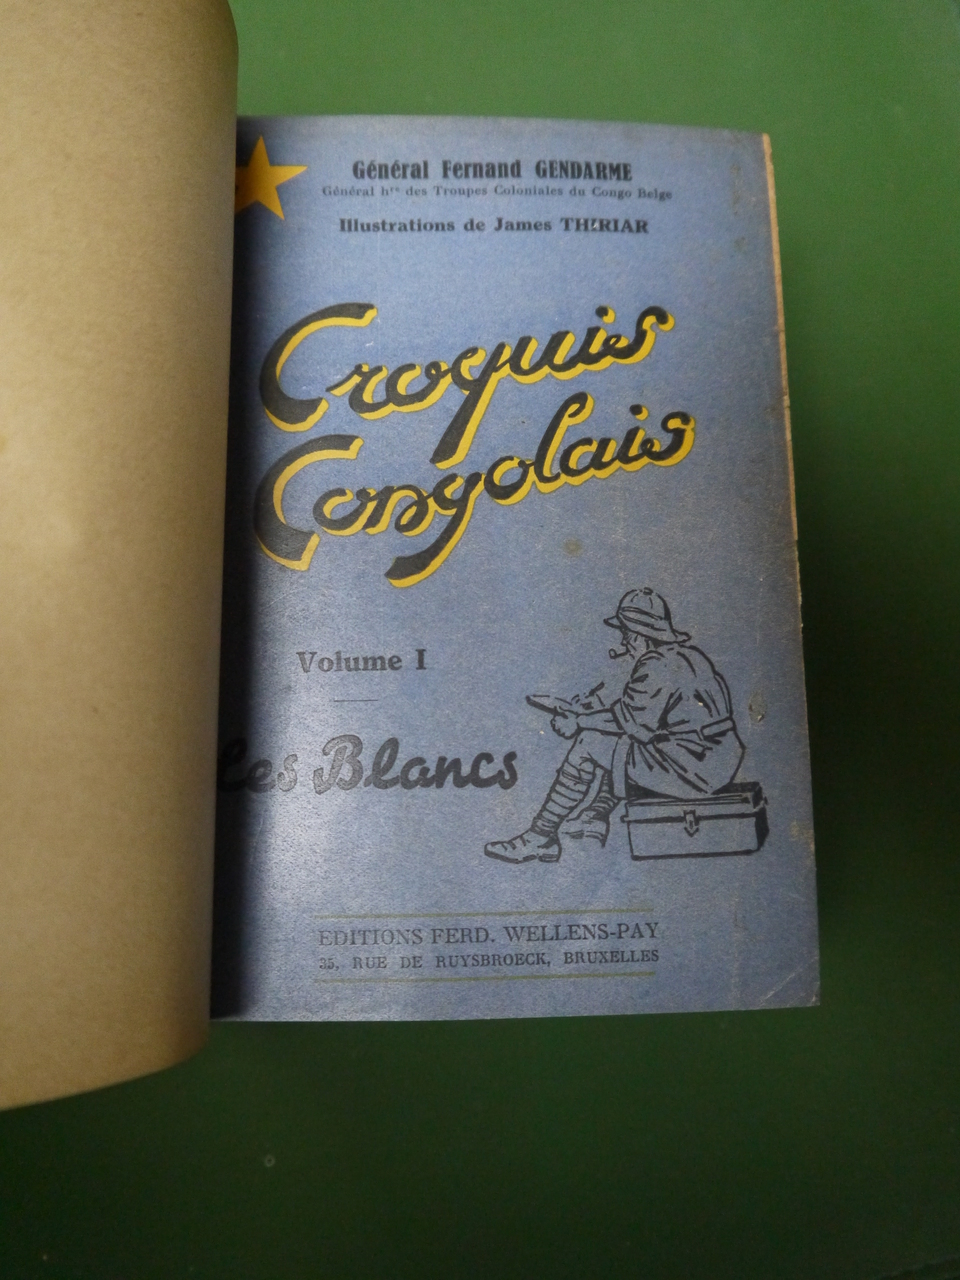 Général Fernand GENDARME
Général hre des Troupes Coloniales du Congo Belge
Illustrations de James THIRIAR
Croquis
Congolais
Volume I
Les Blancs
EDITIONS FERD. WELLENS-PAY
35, RUE DE RUYSBROECK, BRUXELLES